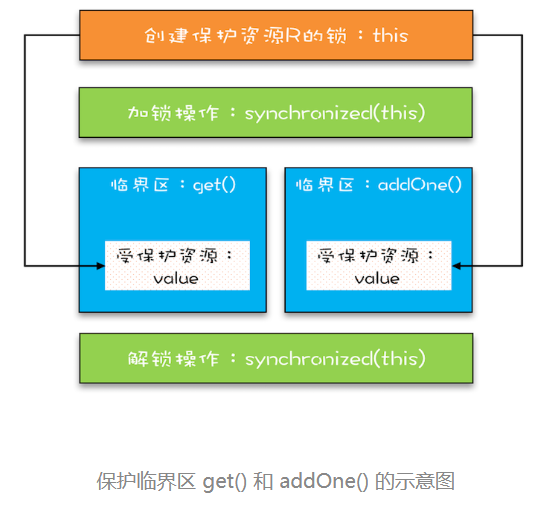 创建保护资源R的锁：this
加锁操作：synchronized(this)
临界区：get()
受保护资源：
value
临界区：addOne()
受保护资源：
value
解锁操作：synchronized(this)
保护临界区 get() 和 addOne() 的示意图